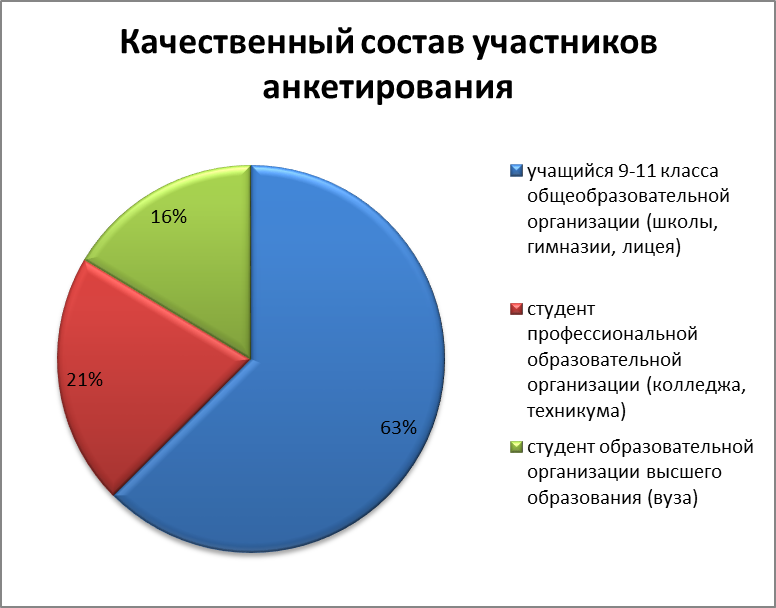 Качественный состав участников
анкетирования
16%
21%
63%
учащийся 9-11 класса
общеобразовательной
организации (школы,
гимназии, лицея)
студент
профессиональной
образовательной
организации (колледжа,
техникума)
студент образовательной
организации высшего
образования (вуза)